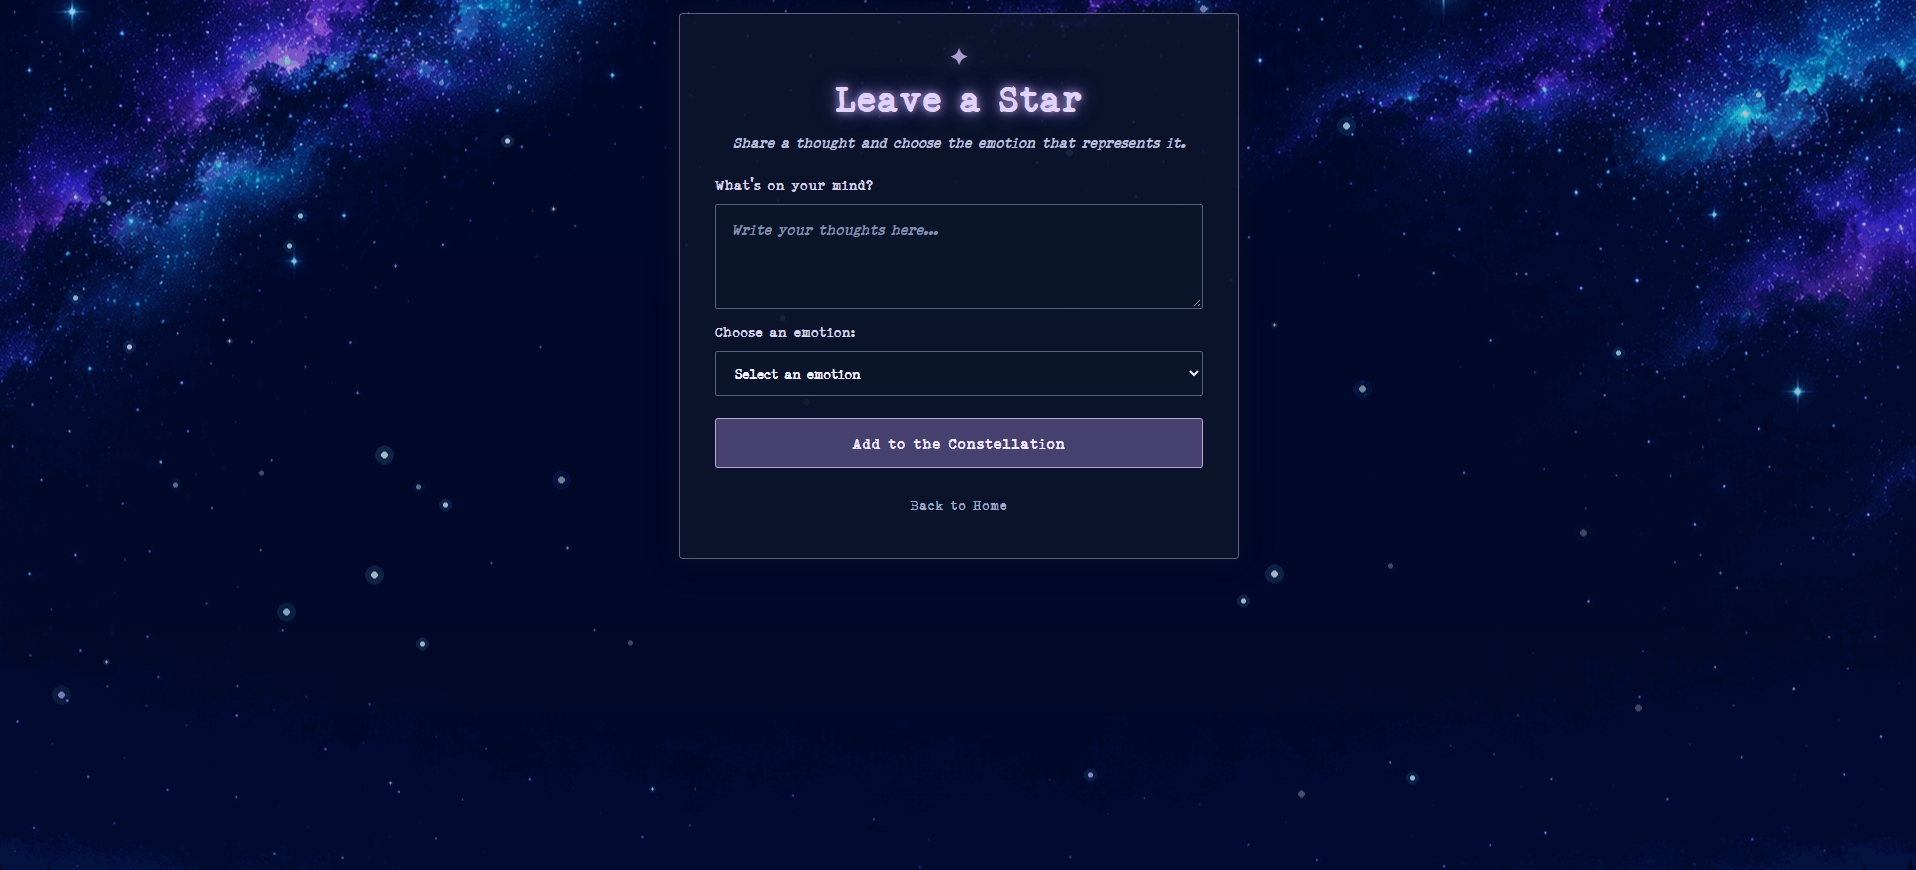 Leave a Star
Share a thought and choose the emotion that represents it.
What's on your mind?
Write your thoughts here...
Choose an emotion:
Select an emotion
Add to the Constellation
Back to Home